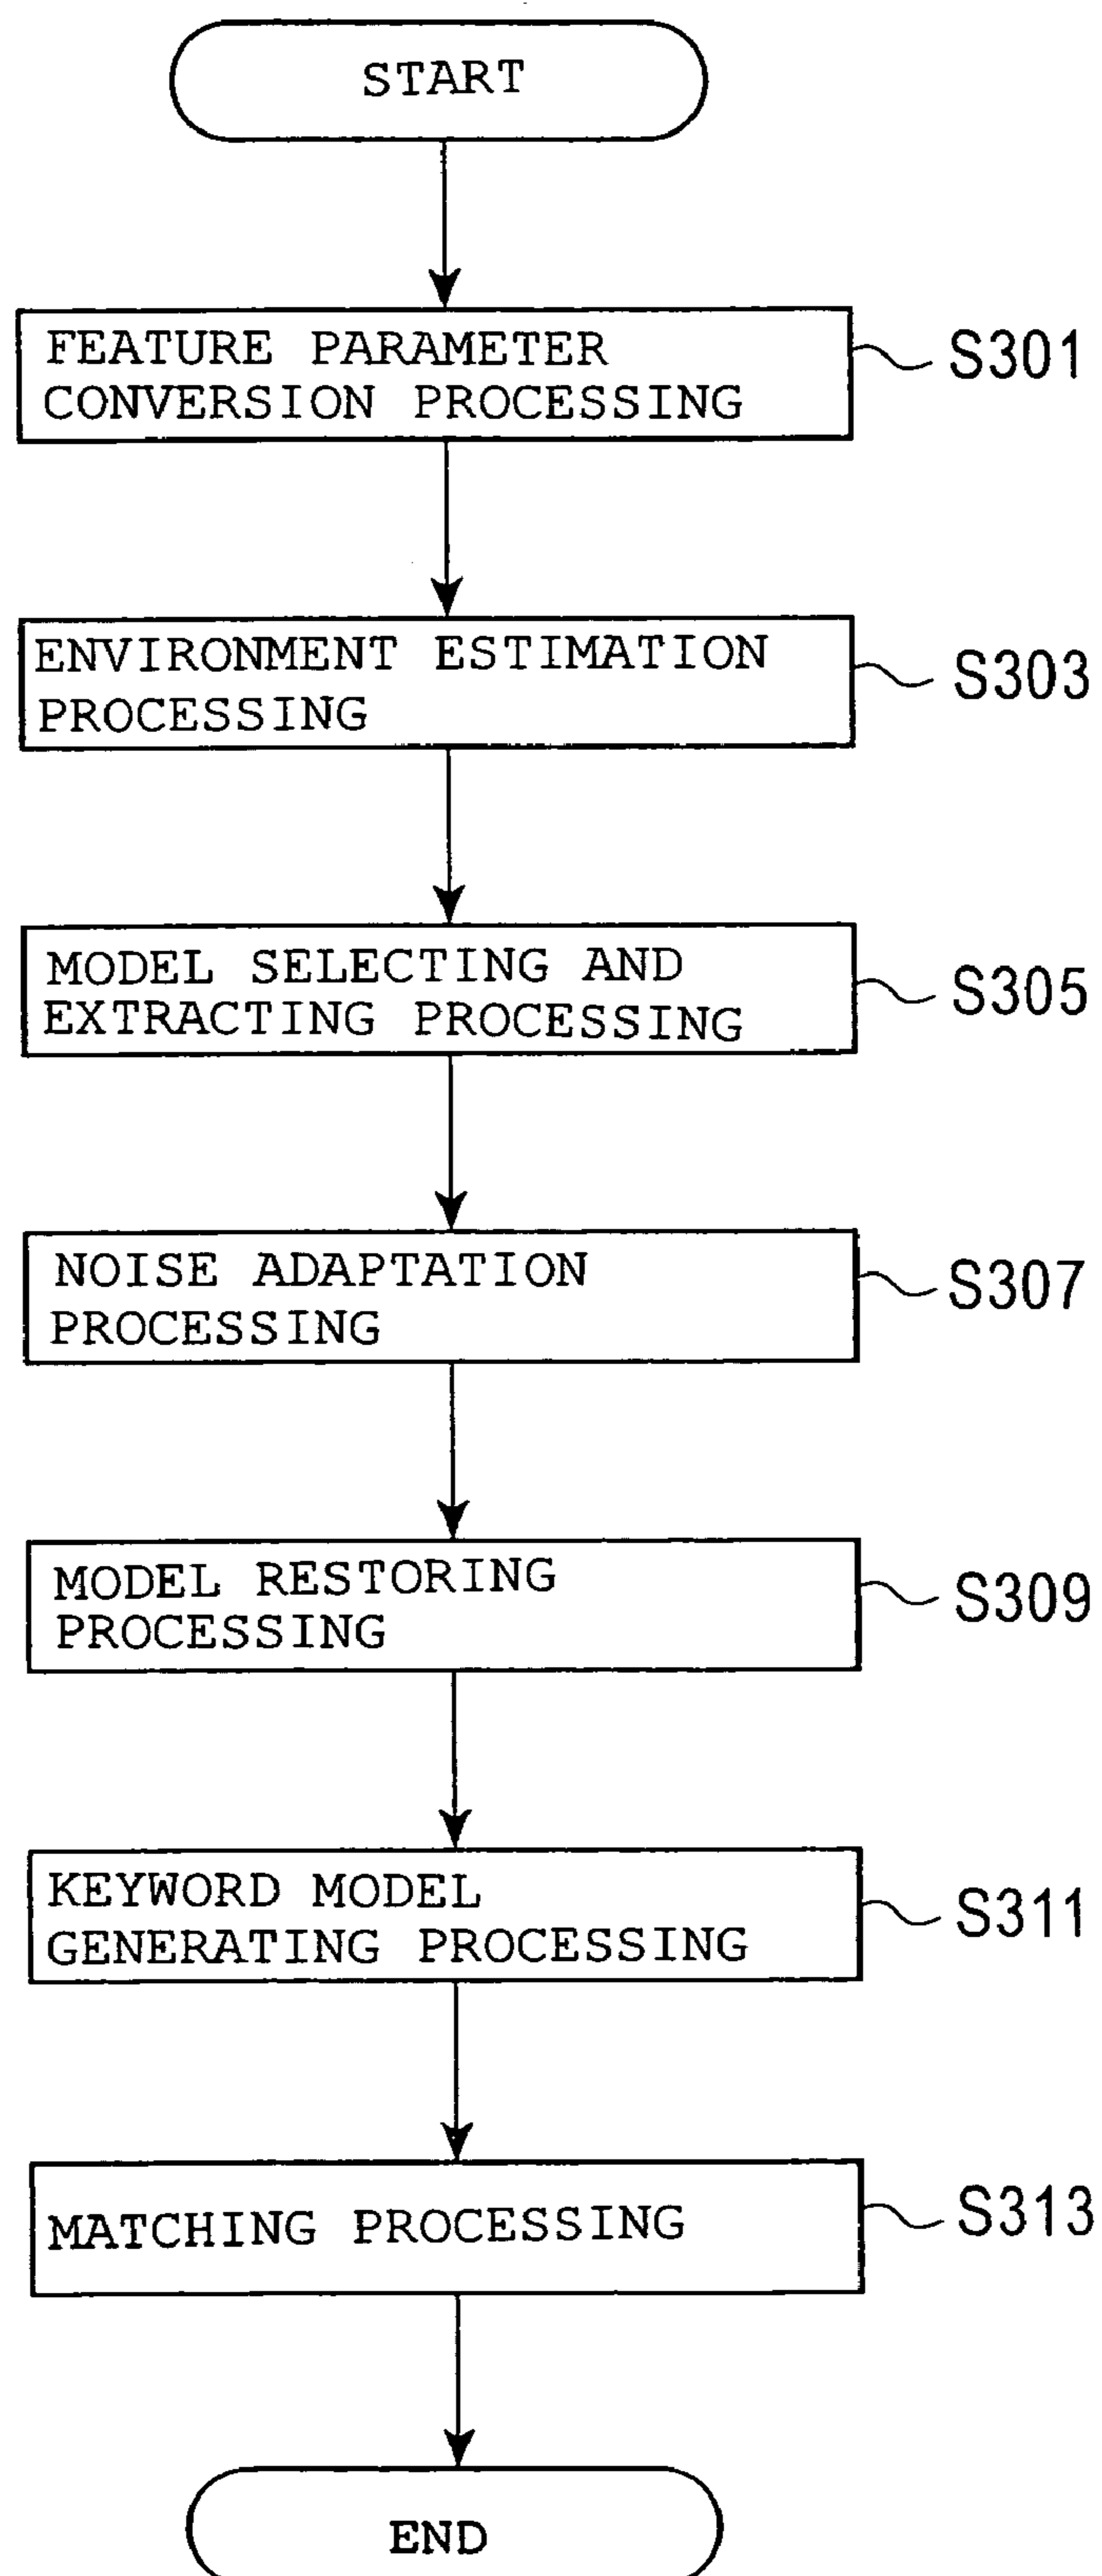 START
FEATURE PARAMETER
CONVERSION PROCESSING
S301
ENVIRONMENT ESTIMATION
PROCESSING
S303
MODEL SELECTING AND
EXTRACTING PROCESSING
S305
NOISE ADAPTATION
PROCESSING
S307
MODEL RESTORING
PROCESSING
S309
KEYWORD MODEL
GENERATING PROCESSING
S311
MATCHING PROCESSING
S313
END